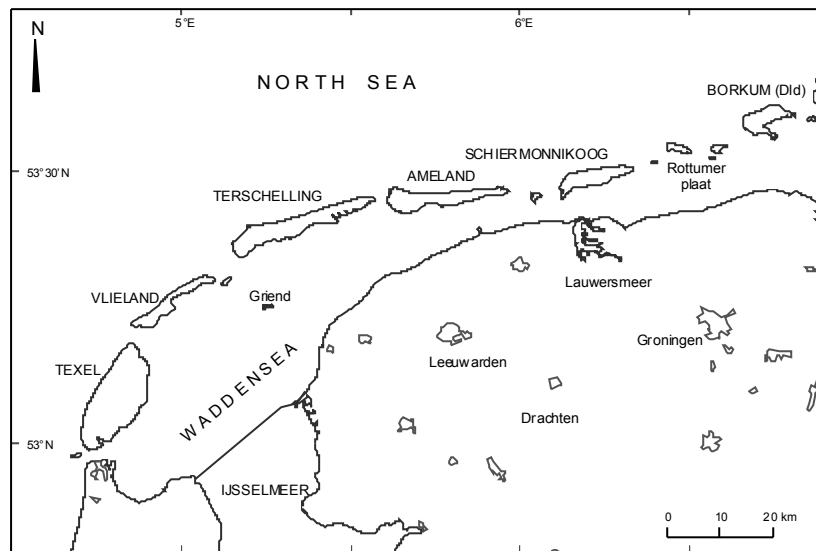 5°E
6°E
N
NORTH SEA
BORKUM (Dld)
SCHIERMONNIKOOG
53°30'N
AMELAND
Rottumer
plaat
TERSCHELLING
Lauwersmeer
VLIELAND
Griend
Groningen
Leeuwarden
TEXEL
WADDENSEA
Drachten
53°N
IJSSELMEER
0 10 20 km